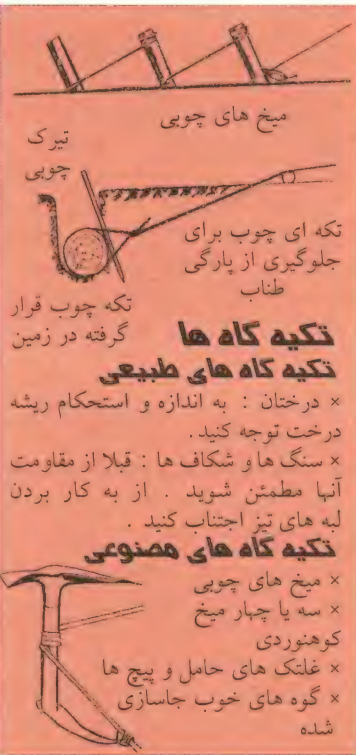 میخ های چوبی
تیرک
چوبی
تکه ای چوب برای
جلوگیری از پارگی
طناب
تکه چوب قرار
گرفته در زمین
تکیه گاه ها
تکیه گاه های طبیعی
× درختان : به اندازه و استحکام ریشه
درخت توجه کنید.
× سنگ ها و شکاف ها : قبلا از مقاومت
آنها مطمئن شوید . از به کار بردن
لبه های تیز اجتناب کنید .
تکیه گاه های مصنوعی
× میخ های چوبی
× سه یا چهار میخ
کوهنوردی
× غلتک های حامل و پیچ ها
× گوه های خوب جاسازی
شده